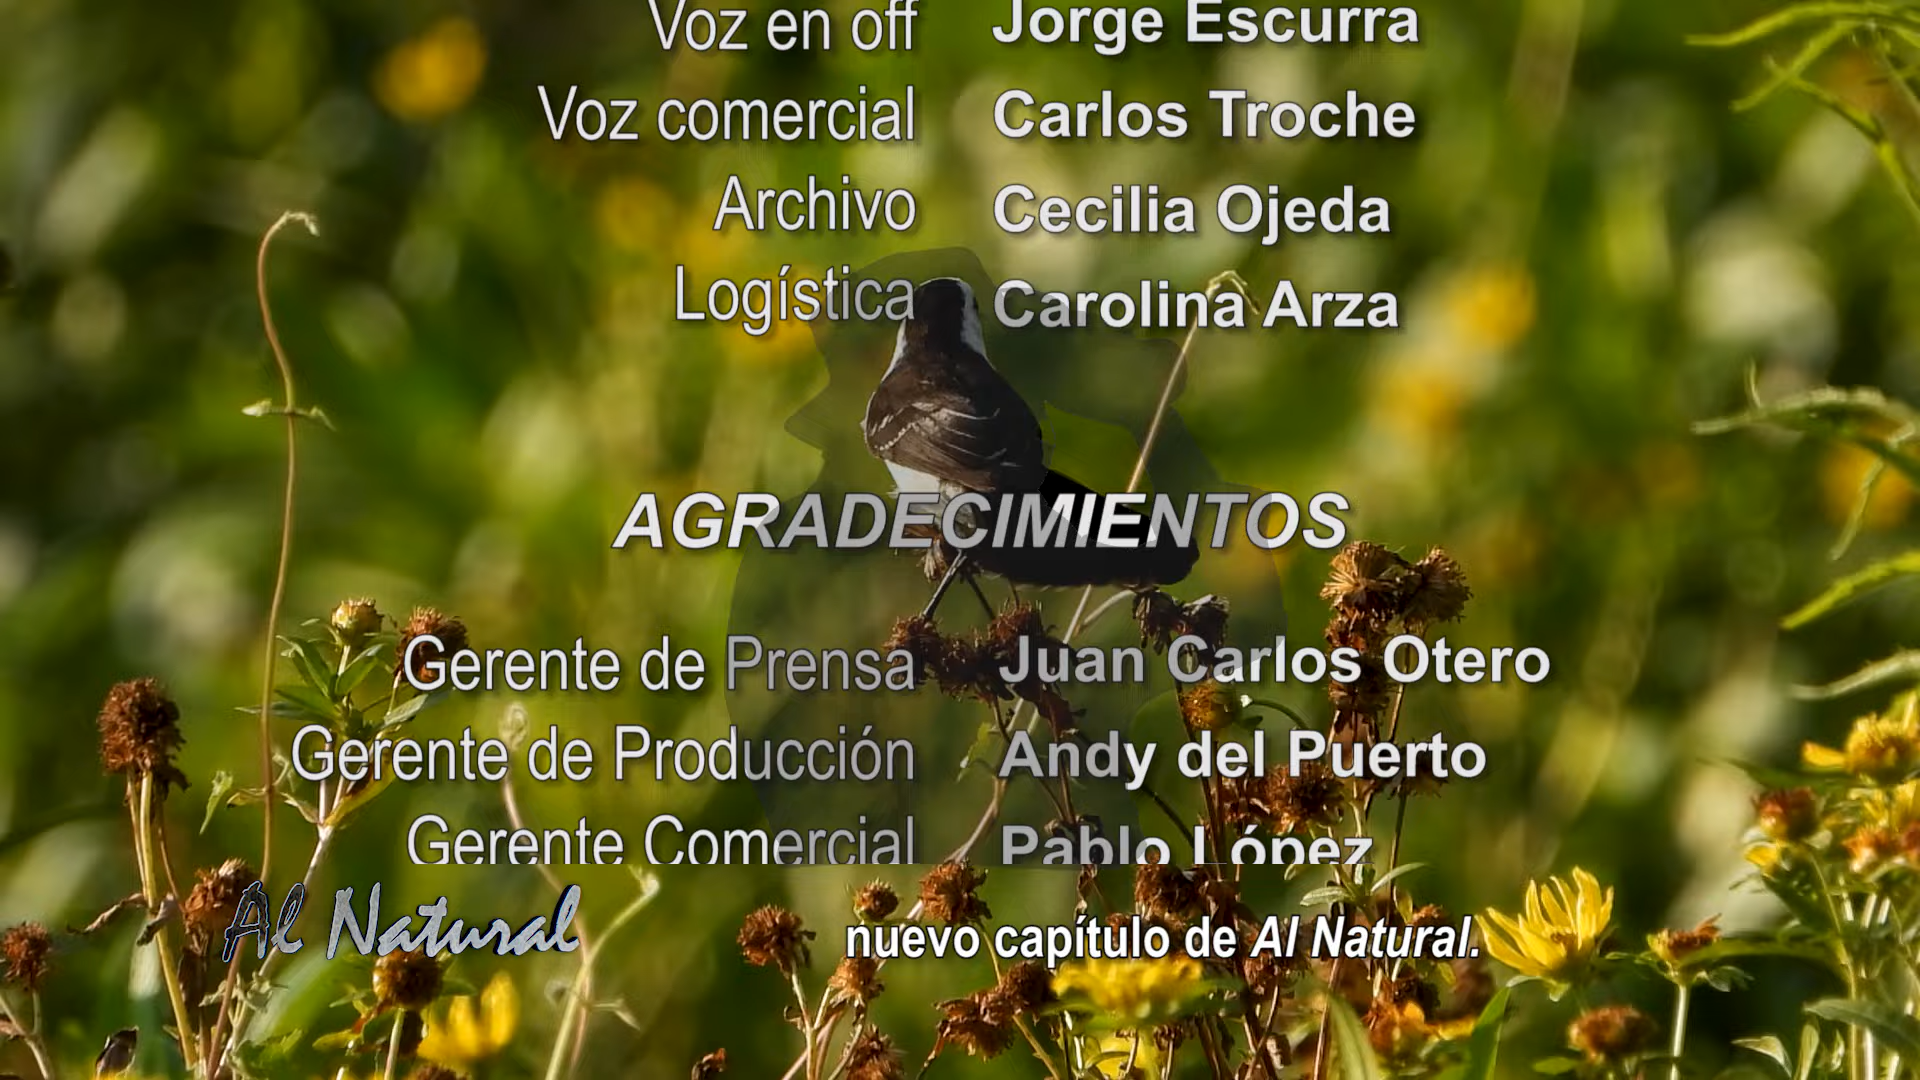 Voz en off Jorge Escurra
Voz comercial Carlos Troche
Archivo Cecilia Ojeda
Logística Carolina Arza
AGRADECIMIENTOS
Gerente de Prensa Juan Carlos Otero
Gerente de Producción Andy del Puerto
Gerente Comercial Pablo López
Al Natural nuevo capítulo de Al Natural.